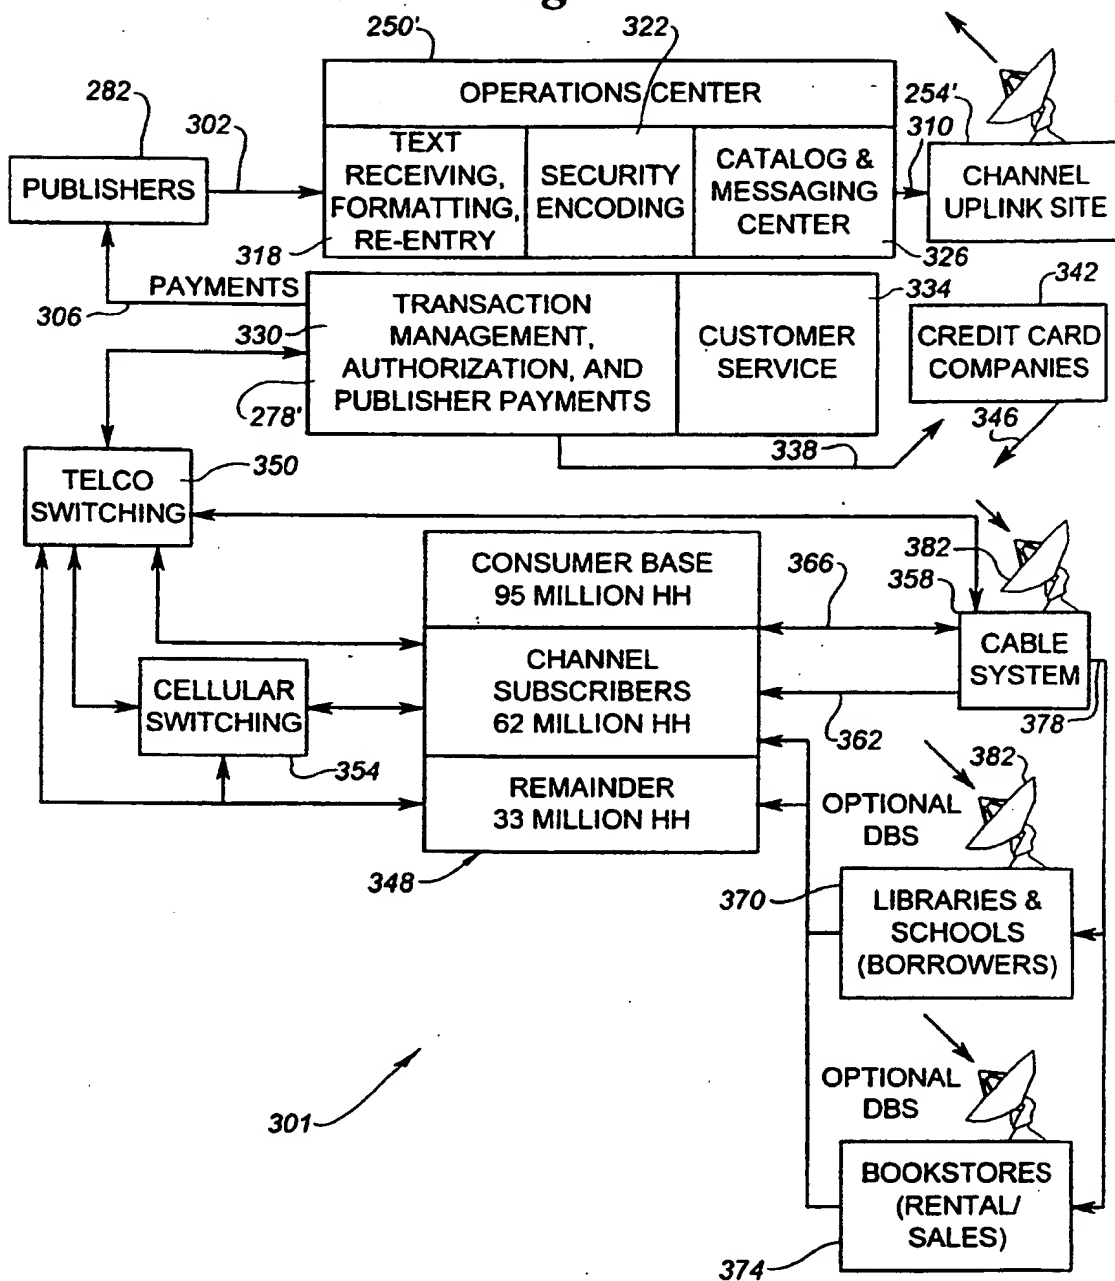 g
250'
322
OPERATIONS CENTER
282
302
254'
310
PUBLISHERS
TEXT
RECEIVING,
FORMATTING,
RE-ENTRY
318
SECURITY
ENCODING
CATALOG &
MESSAGING
CENTER
326
CHANNEL
UPLINK SITE
PAYMENTS
306
330
TRANSACTION
MANAGEMENT,
AUTHORIZATION, AND
PUBLISHER PAYMENTS
278'
334
CUSTOMER
SERVICE
342
CREDIT CARD
COMPANIES
346
338
TELCO
SWITCHING
350
CONSUMER BASE
95 MILLION HH
366
382
358
CABLE
SYSTEM
378
CHANNEL
SUBSCRIBERS
62 MILLION HH
362
CELLULAR
SWITCHING
354
REMAINDER
33 MILLION HH
348
382
OPTIONAL
DBS
370
LIBRARIES &
SCHOOLS
(BORROWERS)
301
OPTIONAL
DBS
BOOKSTORES
(RENTAL/
SALES)
374